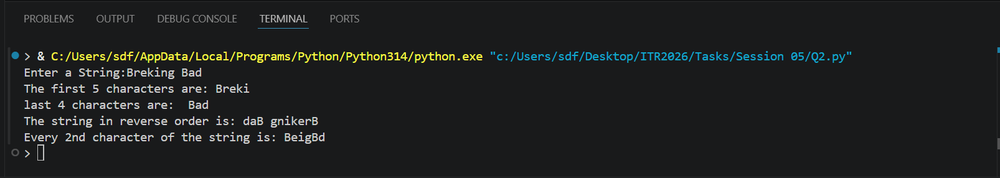 PROBLEMS OUTPUT DEBUG CONSOLE TERMINAL PORTS
> & C:/Users/sdf/AppData/Local/Programs/Python/Python314/python.exe "c:/Users/sdf/Desktop/ITR2026/Tasks/Session 05/Q2.py"
Enter a String:Breking Bad
The first 5 characters are: Breki
last 4 characters are:  Bad
The string in reverse order is: daB gnikerB
Every 2nd character of the string is: BeigBd
>